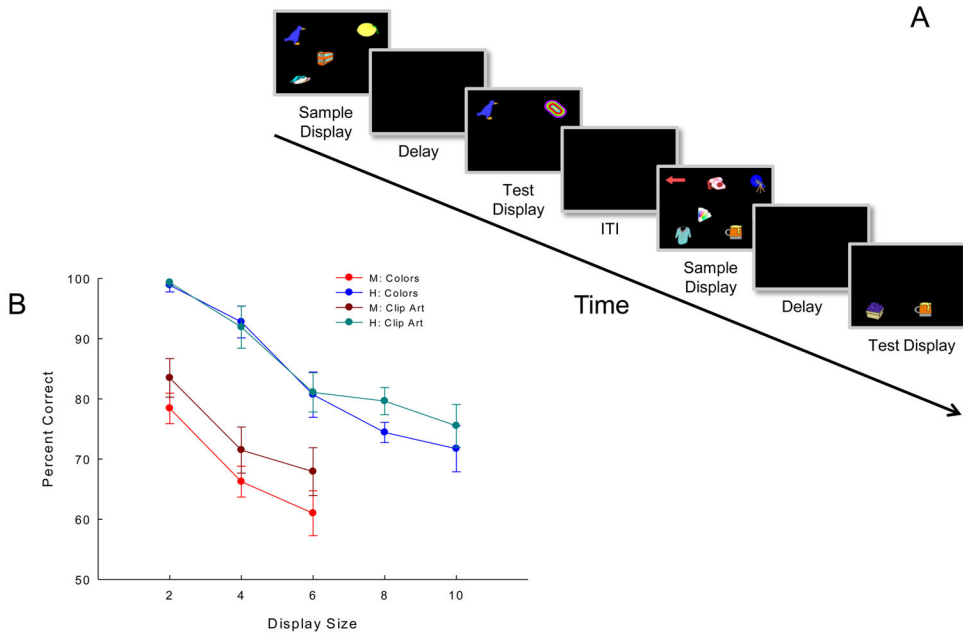 A
Sample
Display
Delay
Test
Display
ITI
Sample
Display
Delay
Test Display
Time
B
M: Colors
H: Colors
M: Clip Art
H: Clip Art
Percent Correct
100
90
80
70
60
50
2
4
6
8
10
Display Size